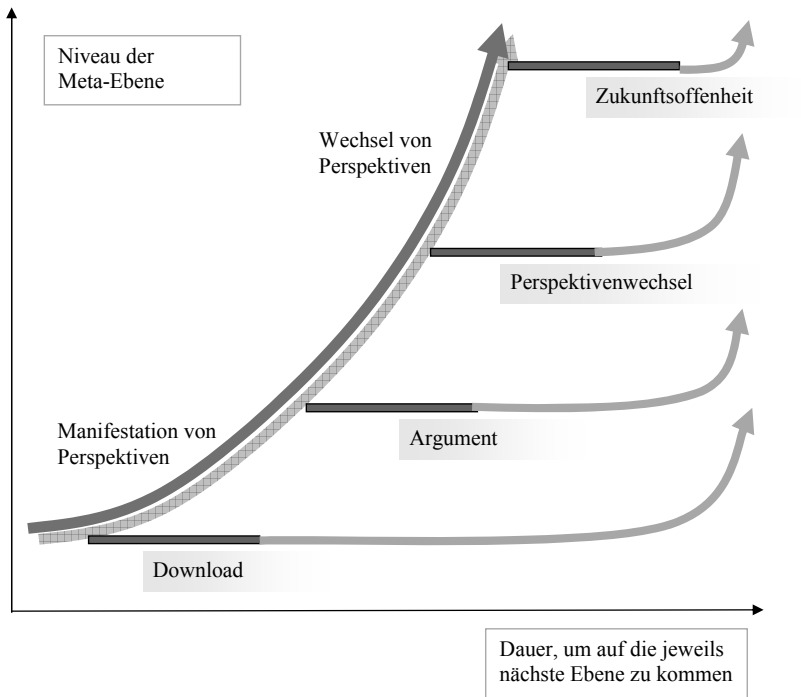 Niveau der
Meta-Ebene
Zukunftsoffenheit
Wechsel von
Perspektiven
Perspektivenwechsel
Manifestation von
Perspektiven
Argument
Download
Dauer, um auf die jeweils
nächste Ebene zu kommen